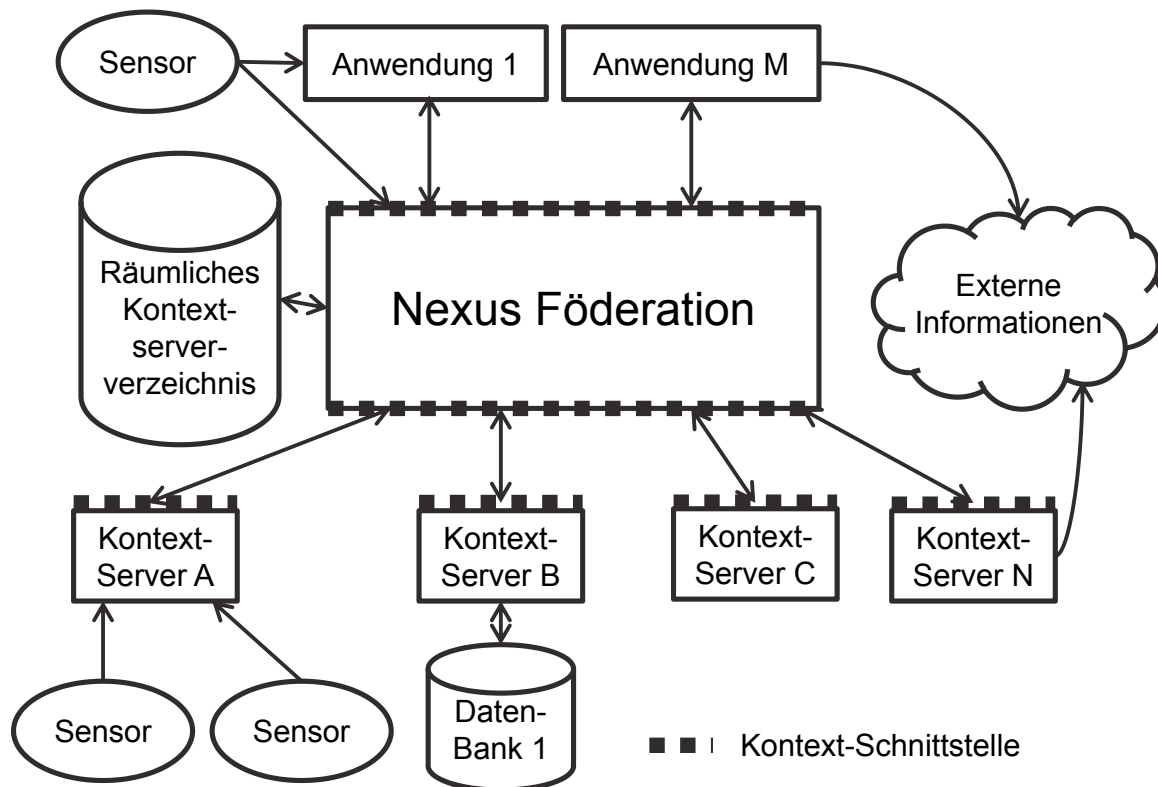 Sensor
Anwendung 1
Anwendung M
Räumliches
Kontext-
server-
verzeichnis
Nexus Föderation
Externe
Informationen
Kontext-
Server A
Kontext-
Server B
Kontext-
Server C
Kontext-
Server N
Sensor
Sensor
Daten-
Bank 1
Kontext-Schnittstelle